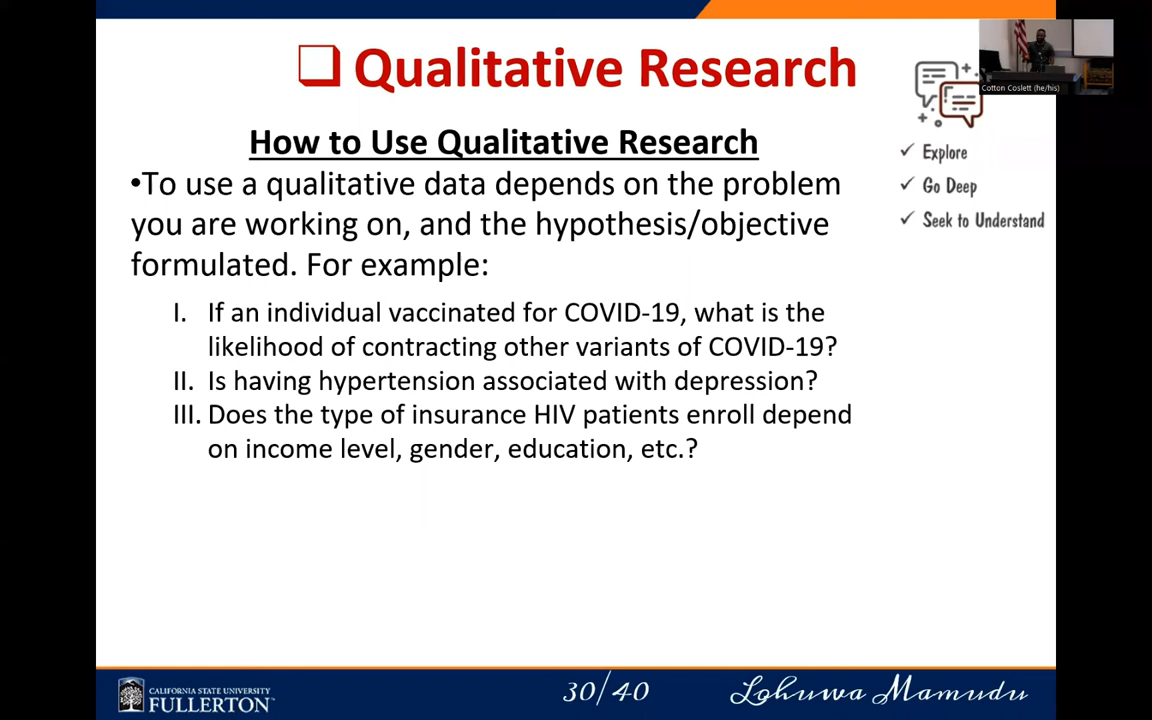 Qualitative Research
Cotton Coslett (he/his)
How to Use Qualitative Research
•To use a qualitative data depends on the problem
you are working on, and the hypothesis/objective
formulated. For example:
I. If an individual vaccinated for COVID-19, what is the
likelihood of contracting other variants of COVID-19?
II. Is having hypertension associated with depression?
III. Does the type of insurance HIV patients enroll depend
on income level, gender, education, etc.?
✓ Explore
✓ Go Deep
✓ Seek to Understand
CALIFORNIA STATE UNIVERSITY
FULLERTON
30/40
Lohuwa Mamudu